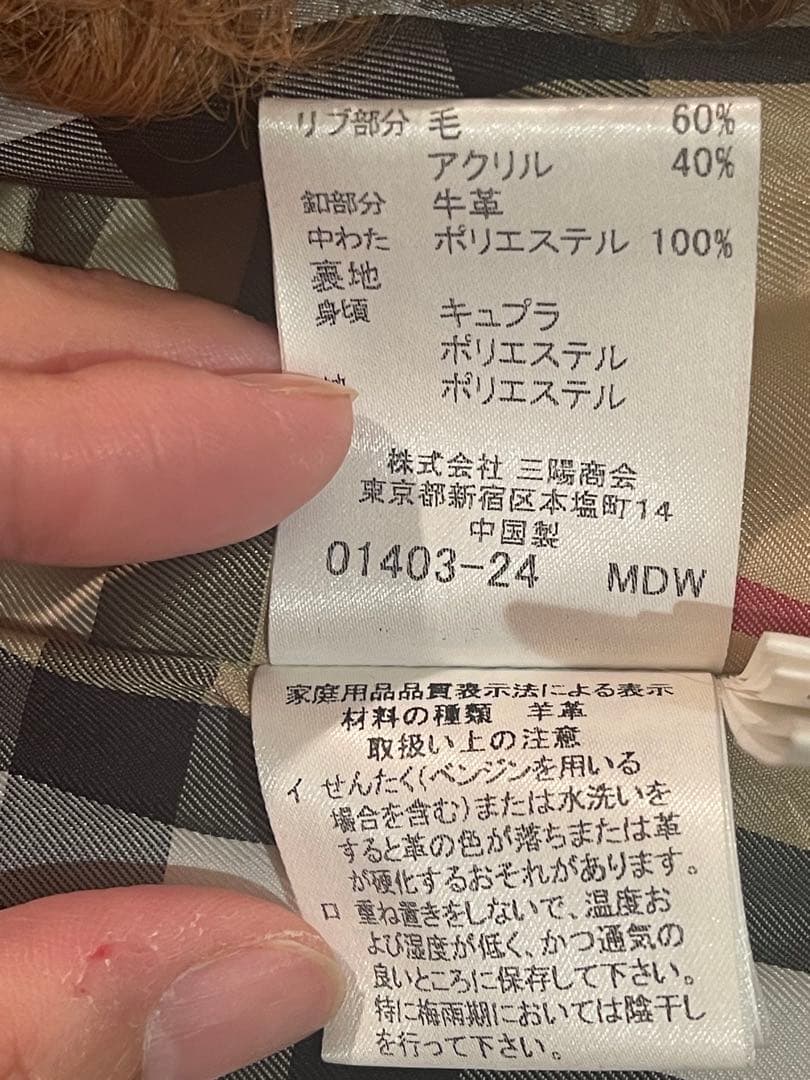 リブ部分 毛 60%
アクリル 40%
釦部分 牛革
中わた ポリエステル 100%
裏地
身頃 キュプラ
ポリエステル
ポリエステル
株式会社 三陽商会
東京都新宿区本塩町14
中国製
01403-24 MDW
家庭用品品質表示法による表示
材料の種類 羊革
取扱い上の注意
イ せんたく(ベンジンを用いる
場合を含む)または水洗いを
すると革の色が落ちまたは革
が硬化するおそれがあります。
ロ 重ね置きをしないで、温度お
よび湿度が低く、かつ通気の
良いところに保存して下さい。
特に梅雨期においては陰干し
を行って下さい。